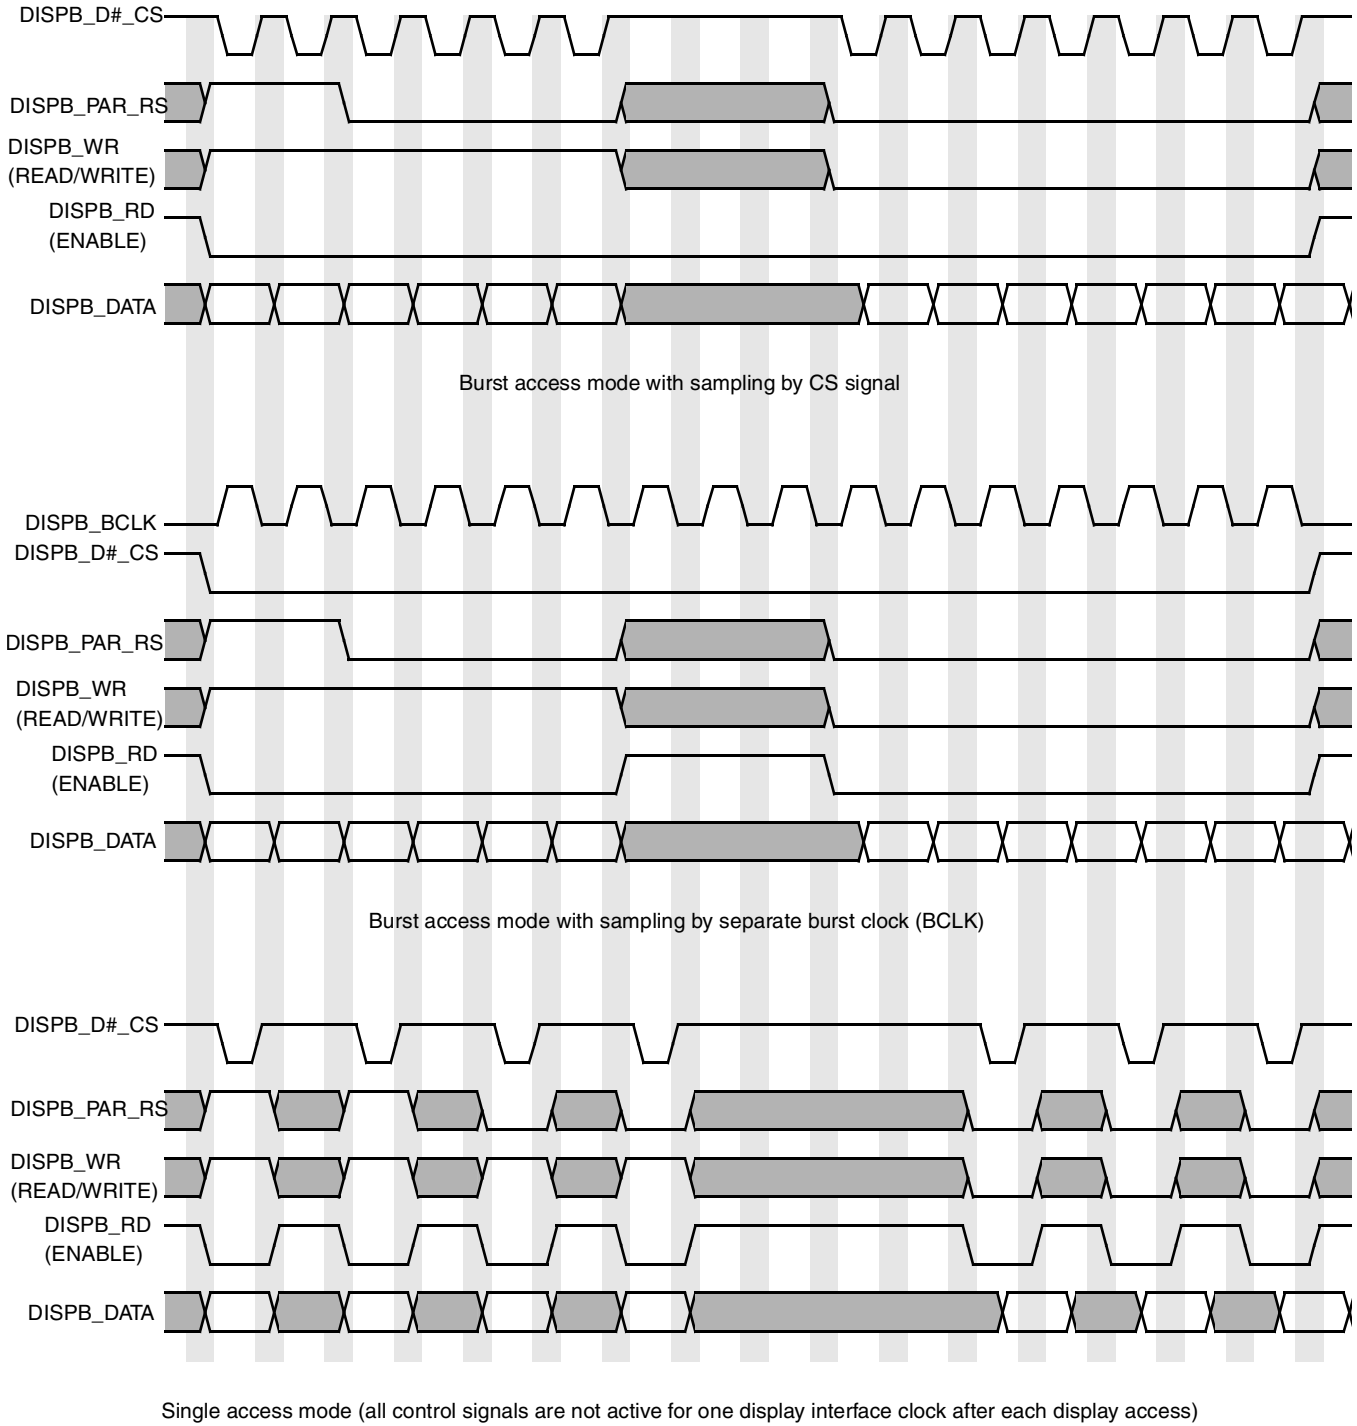 DISPB_D#_CS
DISPB_PAR_RS
DISPB_WR
(READ/WRITE)
DISPB_RD
(ENABLE)
DISPB_DATA
Burst access mode with sampling by CS signal
DISPB_BCLK
DISPB_D#_CS
DISPB_PAR_RS
DISPB_WR
(READ/WRITE)
DISPB_RD
(ENABLE)
DISPB_DATA
Burst access mode with sampling by separate burst clock (BCLK)
DISPB_D#_CS
DISPB_PAR_RS
DISPB_WR
(READ/WRITE)
DISPB_RD
(ENABLE)
DISPB_DATA
Single access mode (all control signals are not active for one display interface clock after each display access)